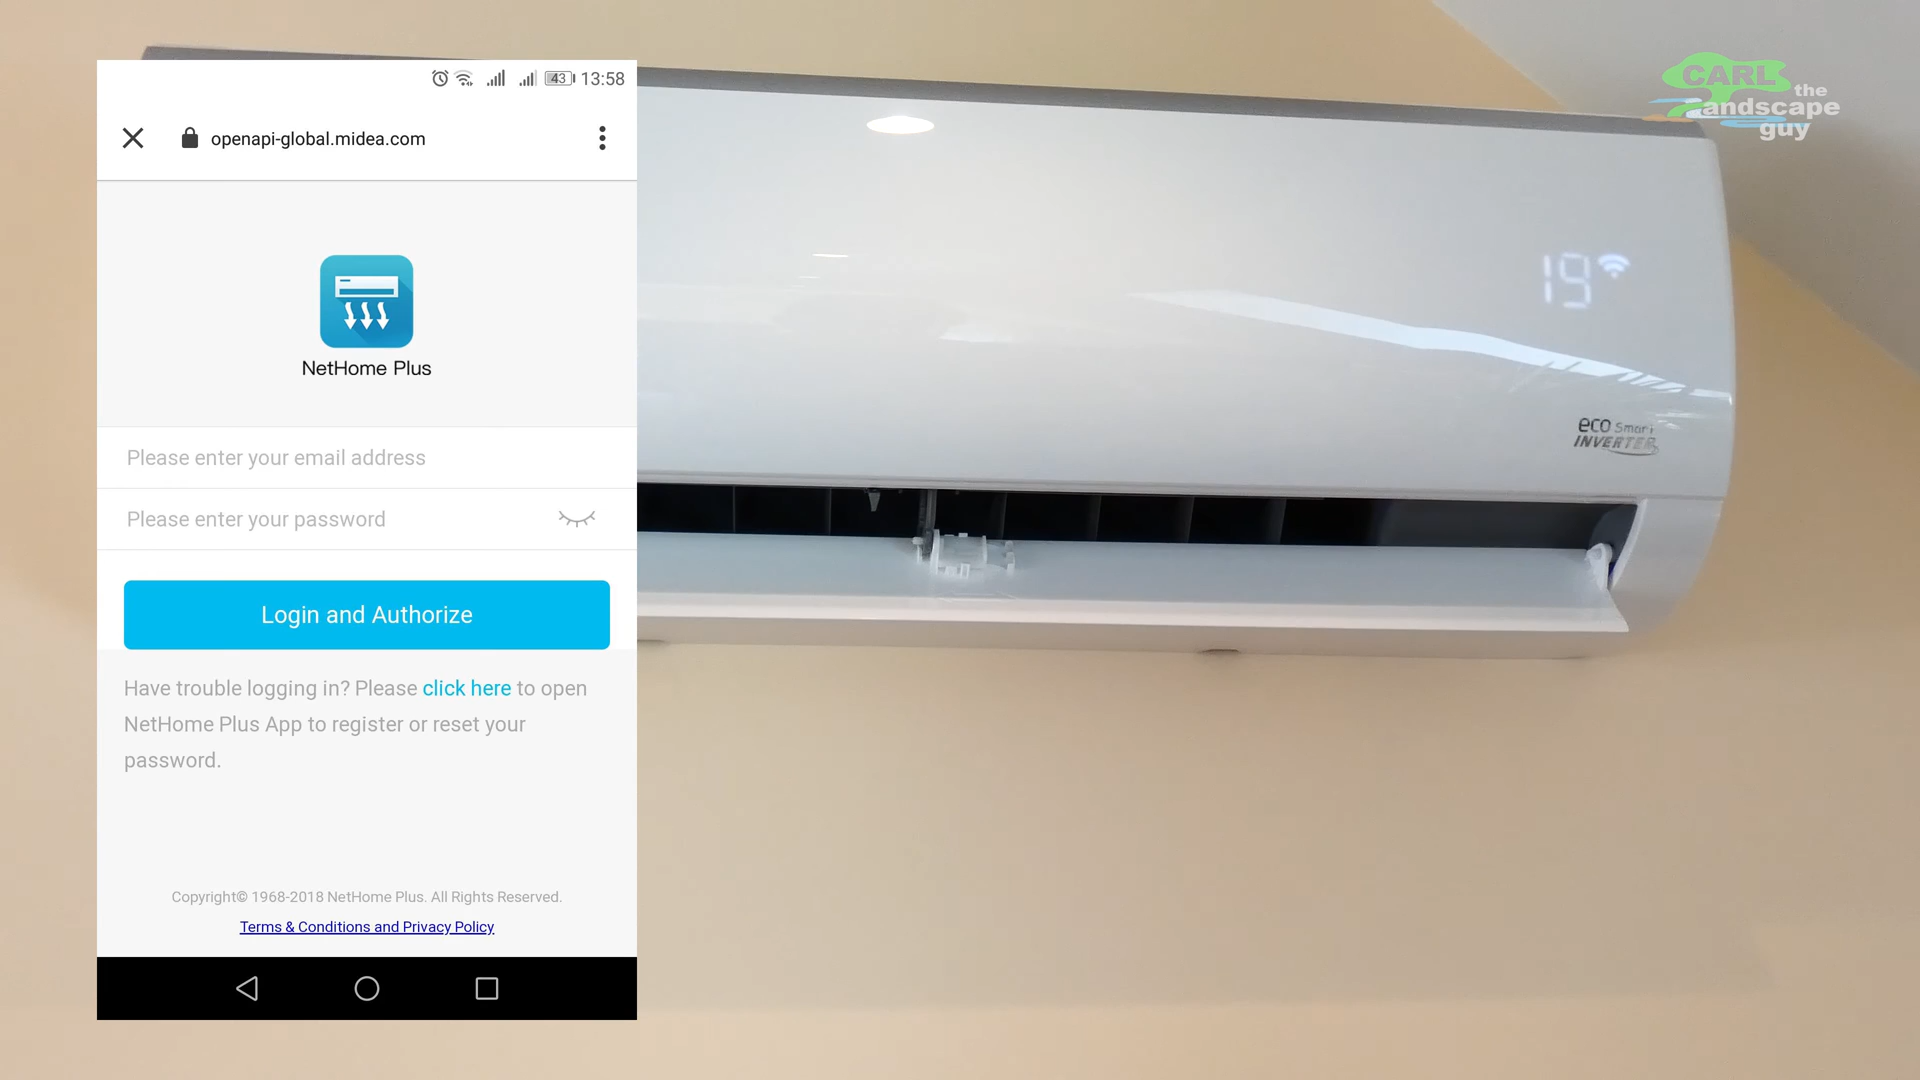 43 13:58
openapi-global.midea.com
NetHome Plus
Please enter your email address
Please enter your password
Login and Authorize
Have trouble logging in? Please click here to open
NetHome Plus App to register or reset your
password.
Copyright© 1968-2018 NetHome Plus. All Rights Reserved.
Terms & Conditions and Privacy Policy
CARL
the
Landscape
guy
19
eco Smart
INVERTER